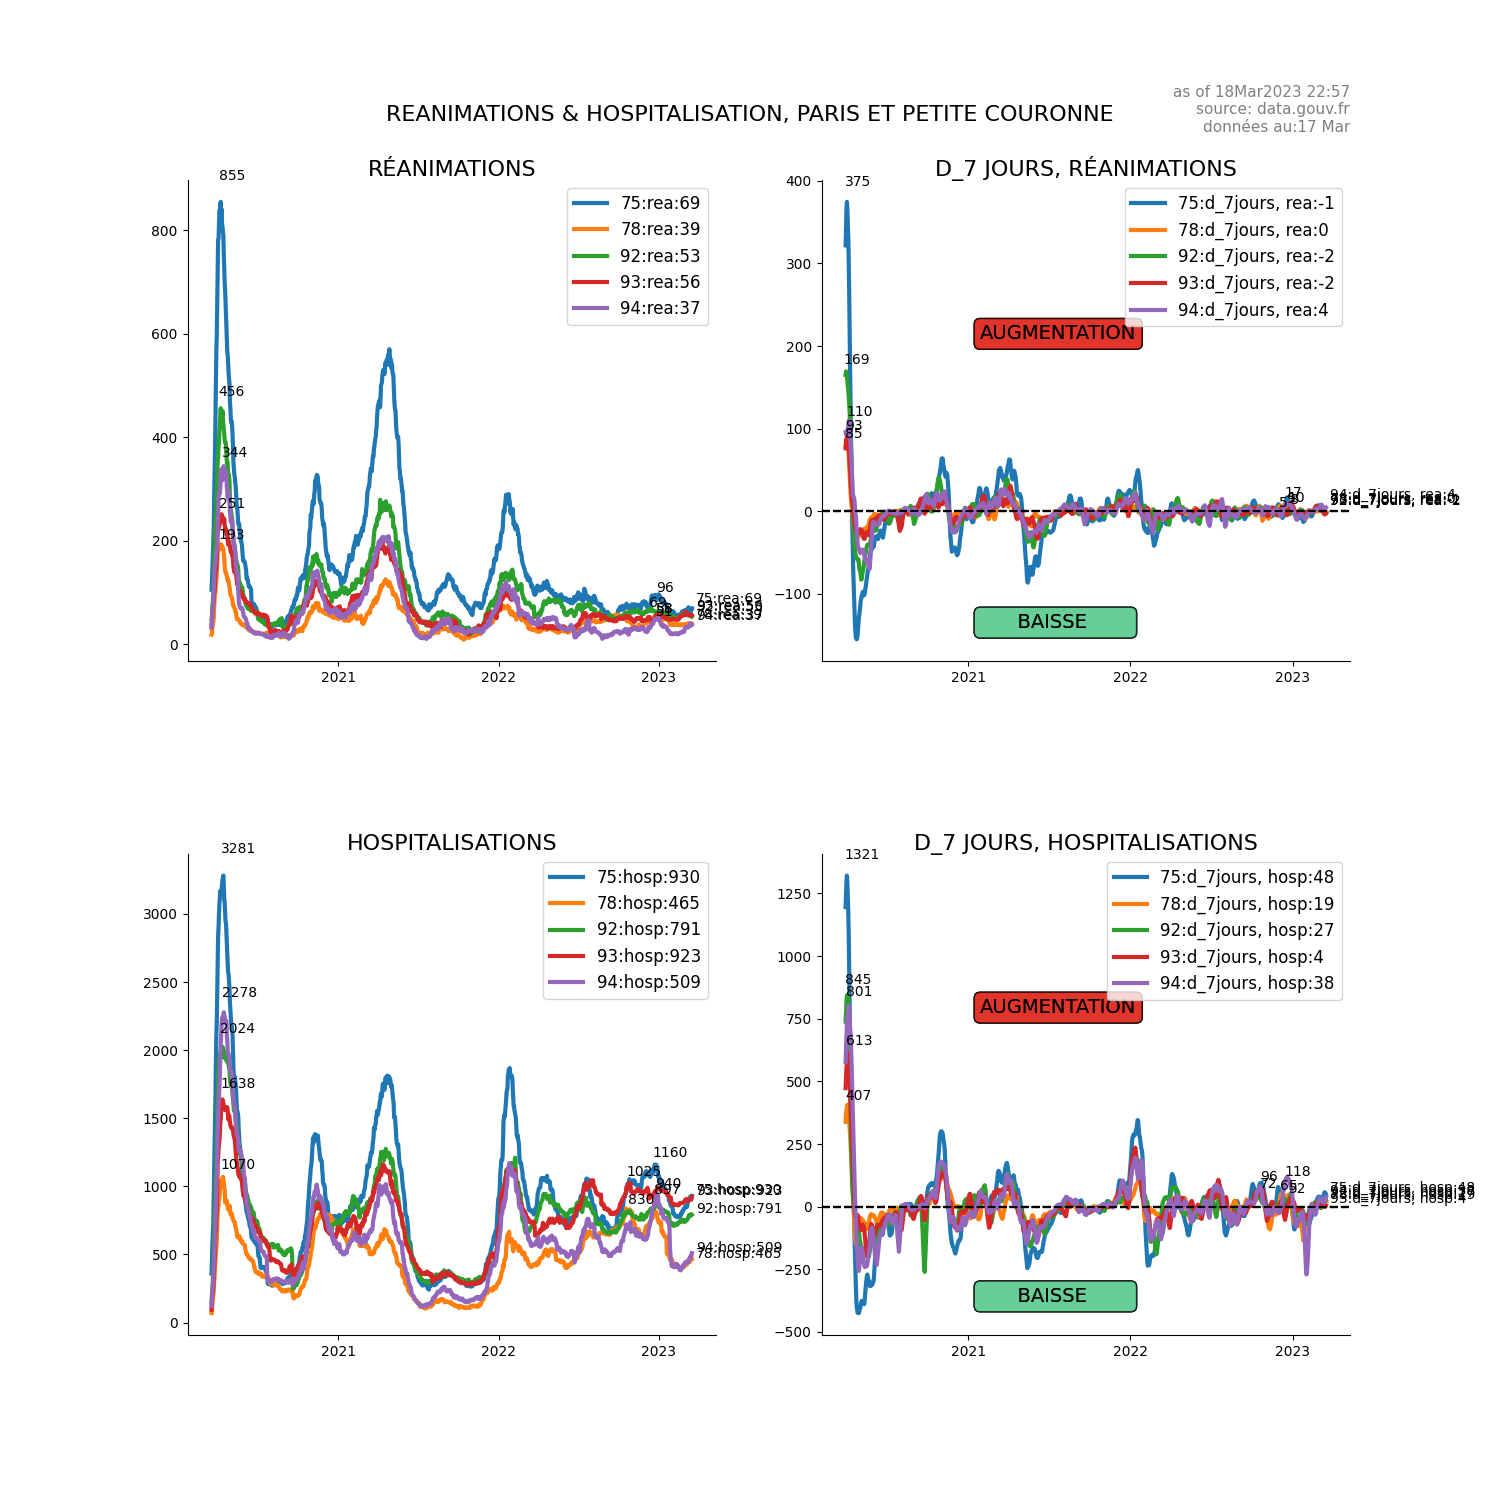 as of 18Mar2023 22:57
source: data.gouv.fr
données au:17 Mar
REANIMATIONS & HOSPITALISATION, PARIS ET PETITE COURONNE
RÉANIMATIONS
855
456
344
251
193
96
75:rea:69
94:rea:37
75:rea:69
78:rea:39
92:rea:53
93:rea:56
94:rea:37
800
600
400
200
0
2021
2022
2023
D_7 JOURS, RÉANIMATIONS
375
169
110
93
85
17
75:d_7jours, rea:-1
78:d_7jours, rea:0
92:d_7jours, rea:-2
93:d_7jours, rea:-2
94:d_7jours, rea:4
AUGMENTATION
BAISSE
400
300
200
100
0
−100
2021
2022
2023
HOSPITALISATIONS
3281
2278
2024
1638
1070
1160
1025
940
830
92:hosp:791
94:hosp:509
78:hosp:465
75:hosp:930
78:hosp:465
92:hosp:791
93:hosp:923
94:hosp:509
3000
2500
2000
1500
1000
500
0
2021
2022
2023
D_7 JOURS, HOSPITALISATIONS
1321
845
801
613
407
118
96
72
65
52
75:d_7jours, hosp:48
78:d_7jours, hosp:19
92:d_7jours, hosp:27
93:d_7jours, hosp:4
94:d_7jours, hosp:38
AUGMENTATION
BAISSE
1250
1000
750
500
250
0
−250
−500
2021
2022
2023